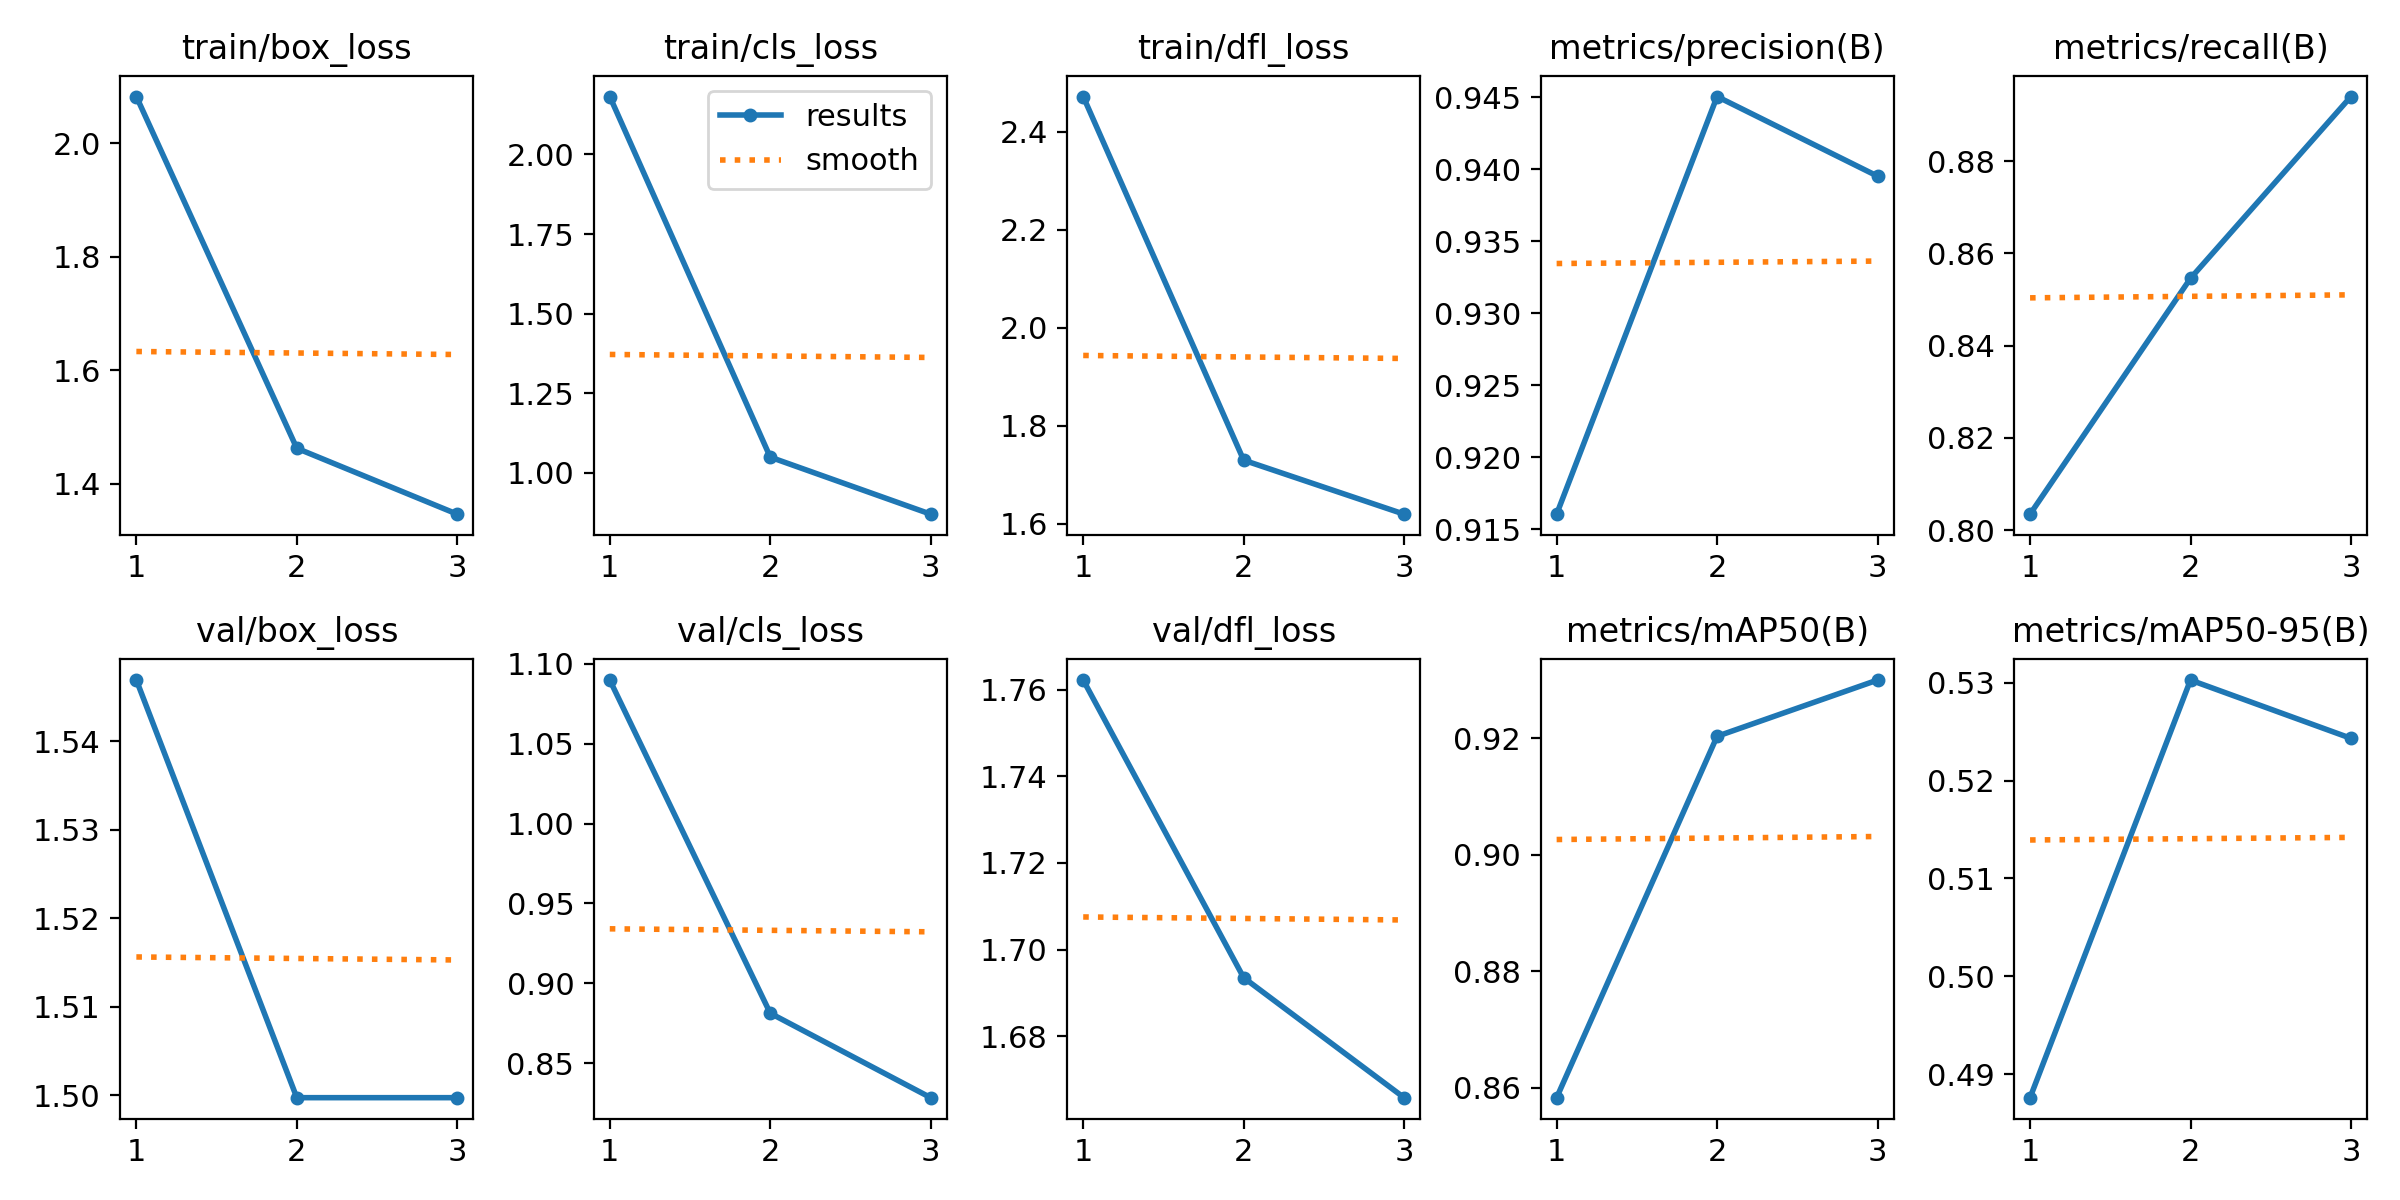 train/box_loss
2.0
1.8
1.6
1.4
1 2 3
train/cls_loss
results
smooth
2.00
1.75
1.50
1.25
1.00
1 2 3
train/dfl_loss
2.4
2.2
2.0
1.8
1.6
1 2 3
metrics/precision(B)
0.945
0.940
0.935
0.930
0.925
0.920
0.915
1 2 3
metrics/recall(B)
0.88
0.86
0.84
0.82
0.80
1 2 3
val/box_loss
1.54
1.53
1.52
1.51
1.50
1 2 3
val/cls_loss
1.10
1.05
1.00
0.95
0.90
0.85
1 2 3
val/dfl_loss
1.76
1.74
1.72
1.70
1.68
1 2 3
metrics/mAP50(B)
0.92
0.90
0.88
0.86
1 2 3
metrics/mAP50-95(B)
0.53
0.52
0.51
0.50
0.49
1 2 3